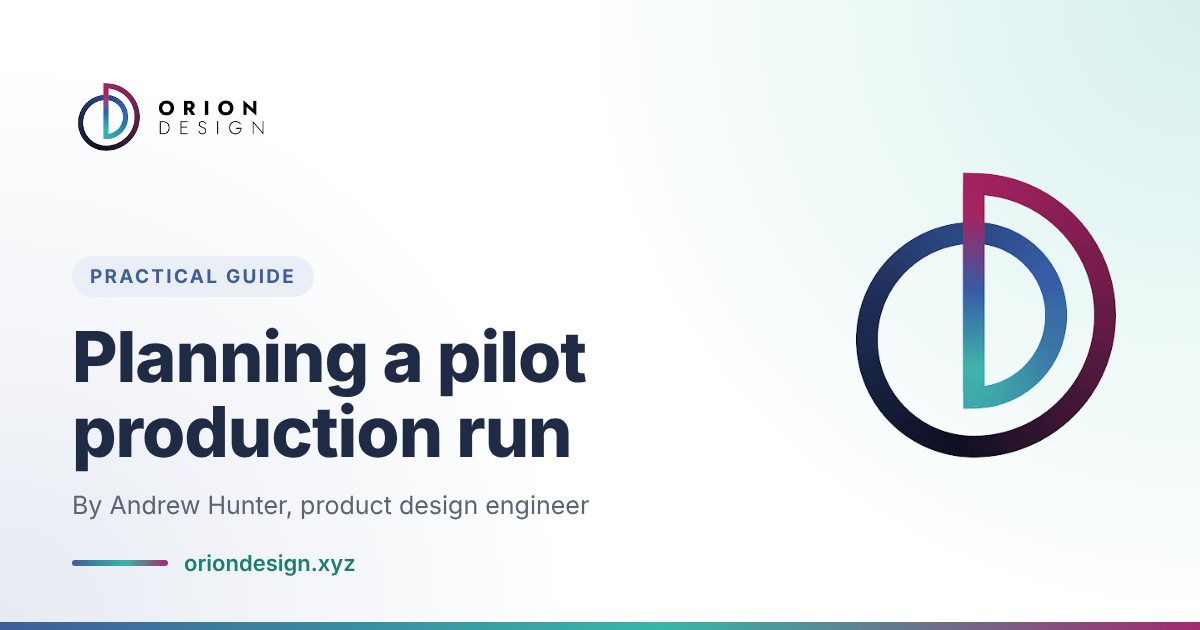 ORION
DESIGN
PRACTICAL GUIDE
Planning a pilot
production run
By Andrew Hunter, product design engineer
oriondesign.xyz